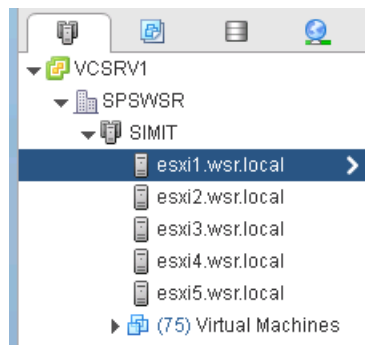 VCSRV1
SPSWSR
SIMIT
esxi1.wsr.local
esxi2.wsr.local
esxi3.wsr.local
esxi4.wsr.local
esxi5.wsr.local
(75) Virtual Machines